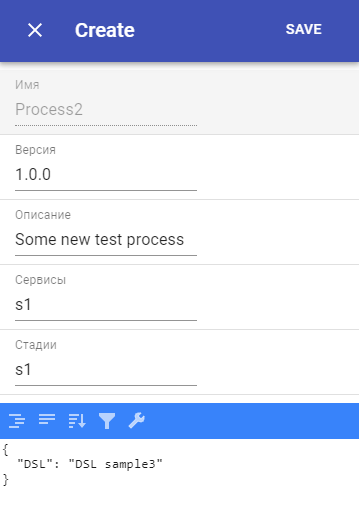 Create SAVE
Имя
Process2
Версия
1.0.0
Описание
Some new test process
Сервисы
s1
Стадии
s1
{
  "DSL": "DSL sample3"
}